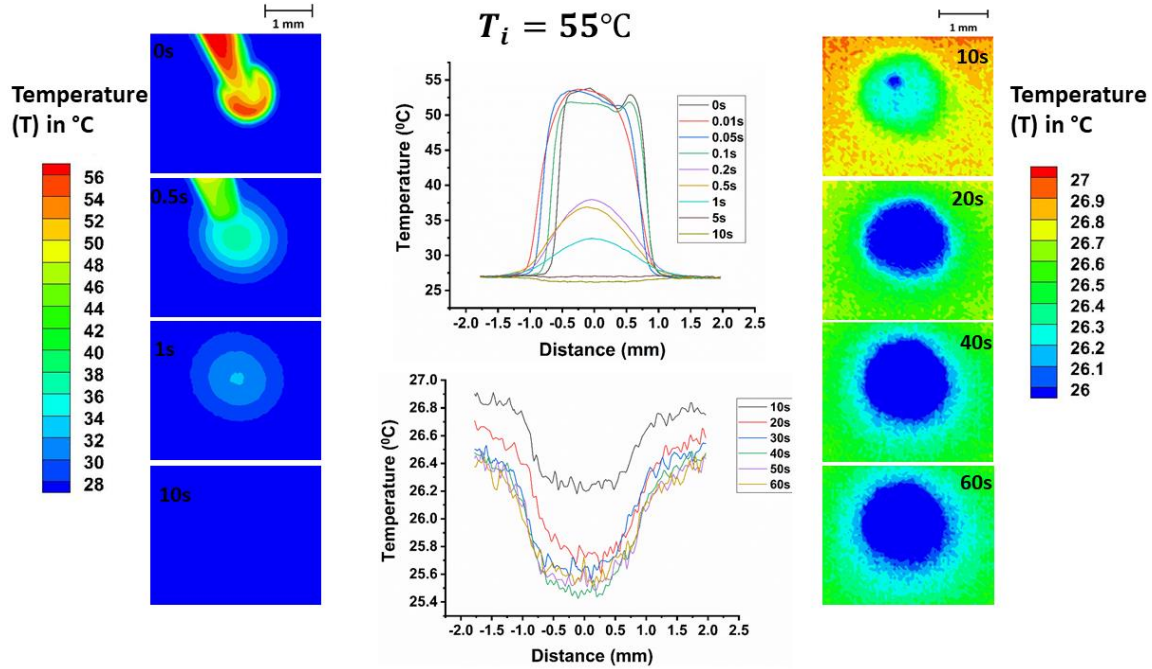 1 mm
T_i = 55°C
1 mm
0s
0.5s
1s
10s
Temperature
(T) in °C
56
54
52
50
48
46
44
42
40
38
36
34
32
30
28
Temperature (⁰C)
55
50
45
40
35
30
25
-2.0 -1.5 -1.0 -0.5 0.0 0.5 1.0 1.5 2.0 2.5
Distance (mm)
0s
0.01s
0.05s
0.1s
0.2s
0.5s
1s
5s
10s
Temperature (⁰C)
27.0
26.8
26.4
26.0
25.8
25.6
25.4
-2.0 -1.5 -1.0 -0.5 0.0 0.5 1.0 1.5 2.0 2.5
Distance (mm)
10s
20s
30s
40s
50s
60s
10s
20s
40s
60s
Temperature
(T) in °C
27
26.9
26.8
26.7
26.6
26.5
26.4
26.3
26.2
26.1
26